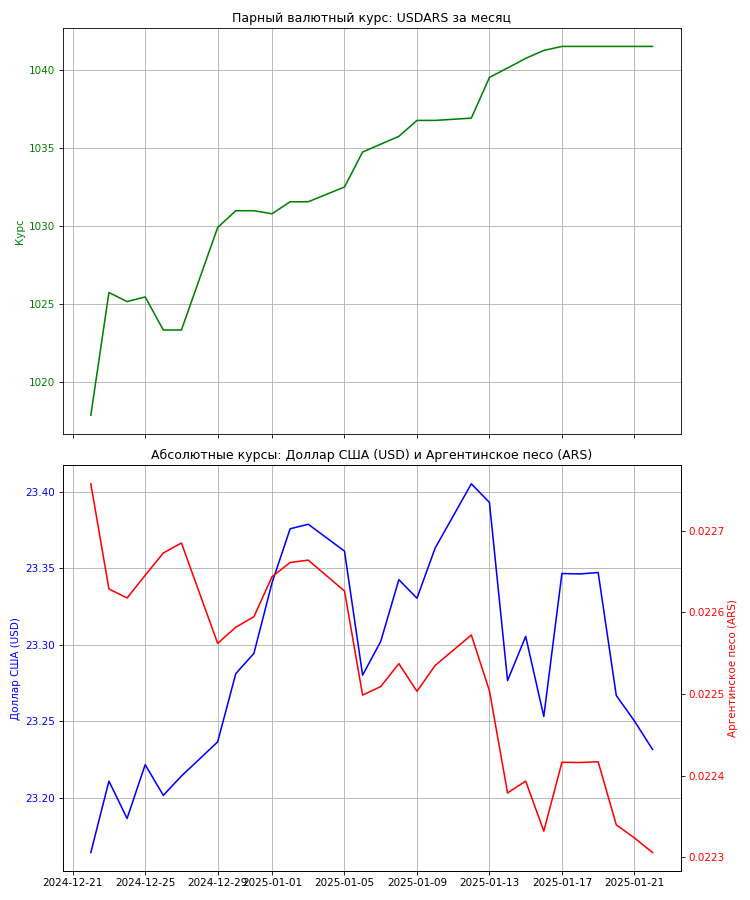 Парный валютный курс: USDARS за месяц
1040
1035
1030
1025
1020
Курс
Абсолютные курсы: Доллар США (USD) и Аргентинское песо (ARS)
23.40
23.35
23.30
23.25
23.20
Доллар США (USD)
0.0227
0.0226
0.0225
0.0224
0.0223
Аргентинское песо (ARS)
2024-12-21 2024-12-25 2024-12-29 2025-01-01 2025-01-05 2025-01-09 2025-01-13 2025-01-17 2025-01-21